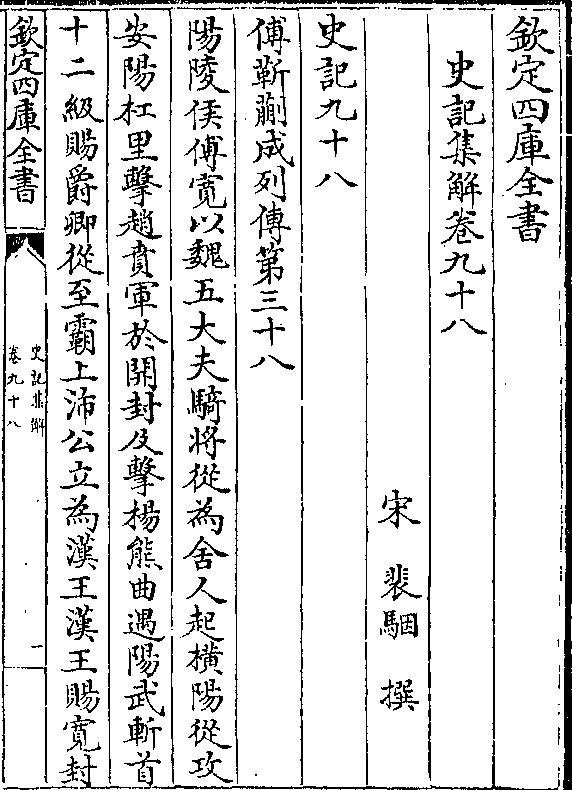 欽定四庫全書
史記集解卷九十八
宋裴駰撰
史記九十八
傅靳蒯成列傳第三十八
陽陵侯傅寛以魏五大夫騎將從為舍人起橫陽從攻
安陽杠里擊趙賁軍於開封及擊楊熊曲遇陽武斬首
十二級賜爵卿從至霸上沛公立為漢王漢王賜寛封
欽定四庫全書
史記集解
卷九十八
一